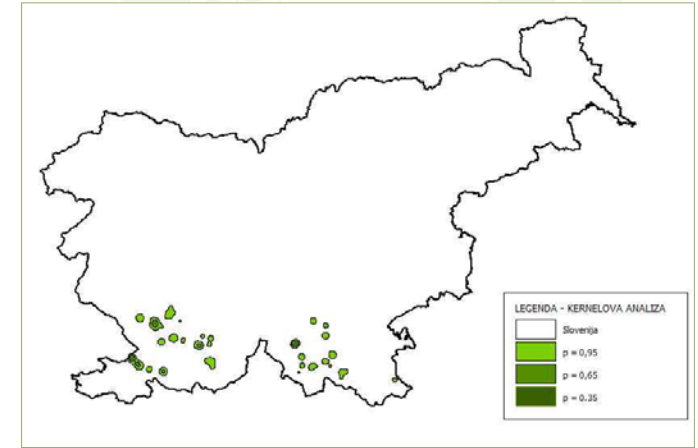 LEGENDA - KERNELOVA ANALIZA
Slovenija
p = 0,95
p = 0,65
p = 0.35